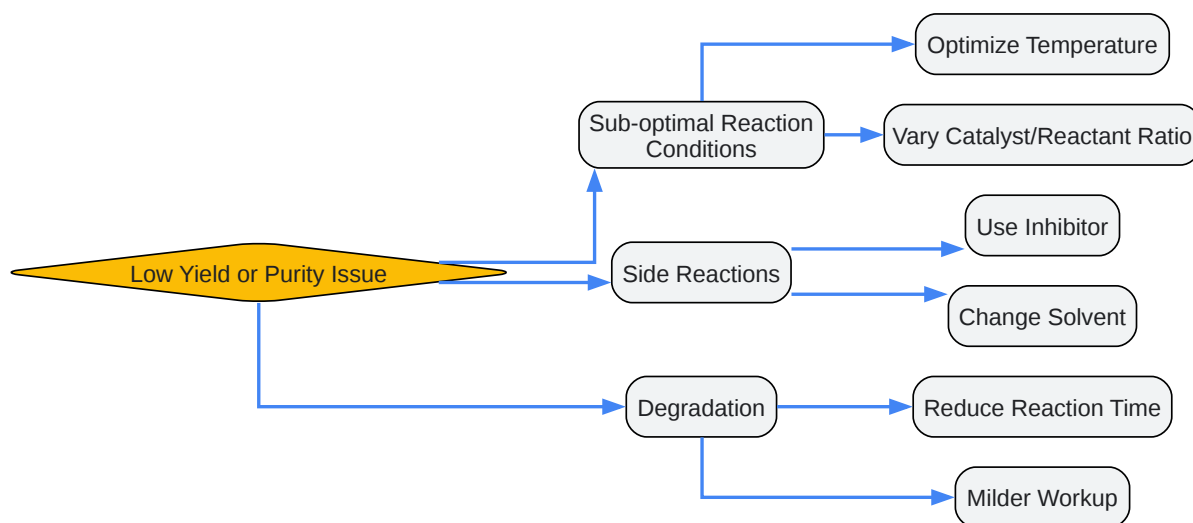 Optimize Temperature
Sub-optimal Reaction
Conditions
Vary Catalyst/Reactant Ratio
Use Inhibitor
Low Yield or Purity Issue
Side Reactions
Change Solvent
Degradation
Reduce Reaction Time
Milder Workup